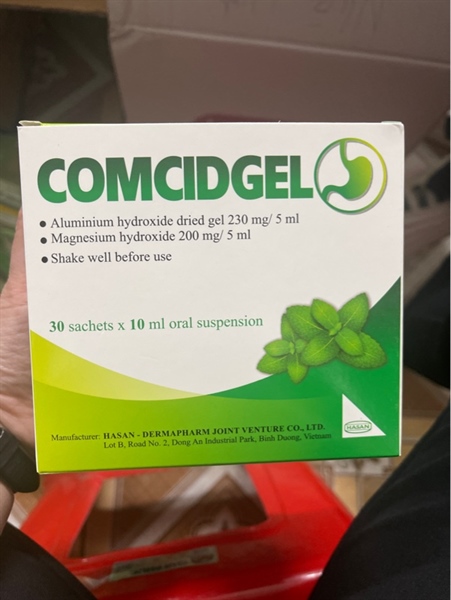 COMCIDGEL
• Aluminium hydroxide dried gel 230 mg/ 5 ml
• Magnesium hydroxide 200 mg/ 5 ml
• Shake well before use
30 sachets x 10 ml oral suspension
HASAN
Manufacturer: HASAN - DERMAPHARM JOINT VENTURE CO., LTD.
Lot B, Road No. 2, Dong An Industrial Park, Binh Duong, Vietnam